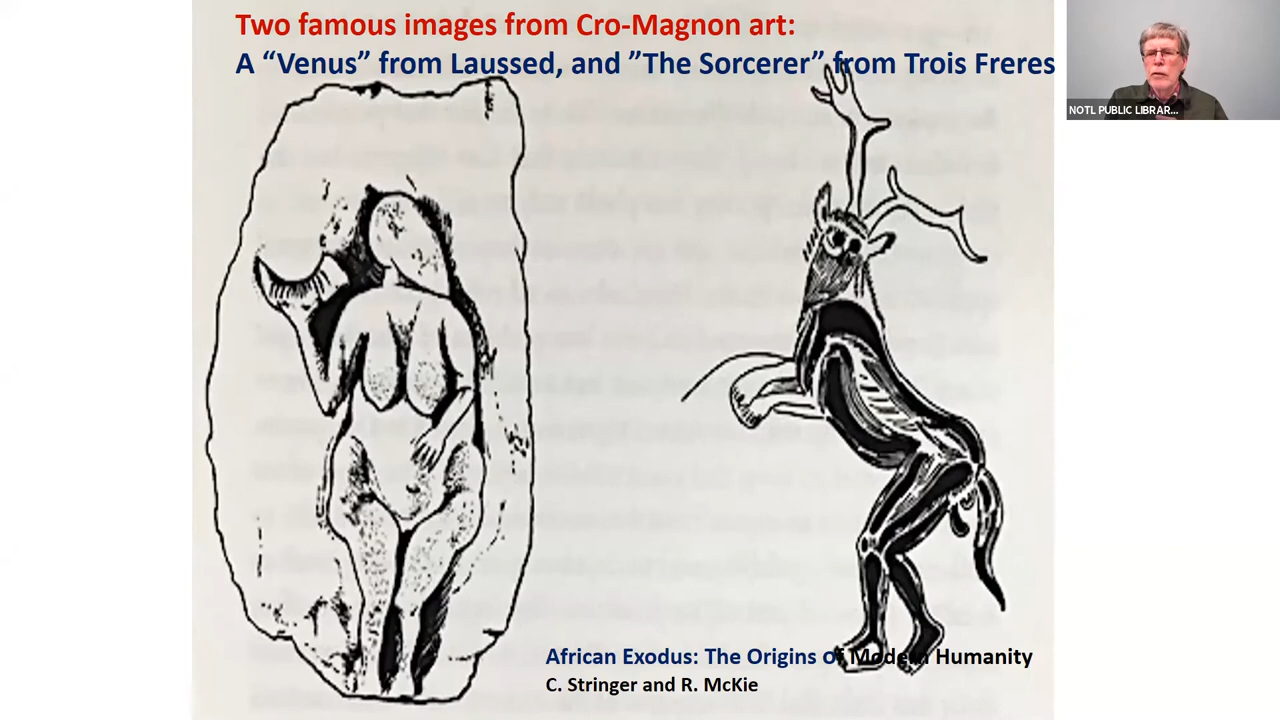 Two famous images from Cro-Magnon art:
A “Venus” from Laussed, and ”The Sorcerer” from Trois Freres
NOTL PUBLIC LIBRAR...
African Exodus: The Origins of Modern Humanity
C. Stringer and R. McKie